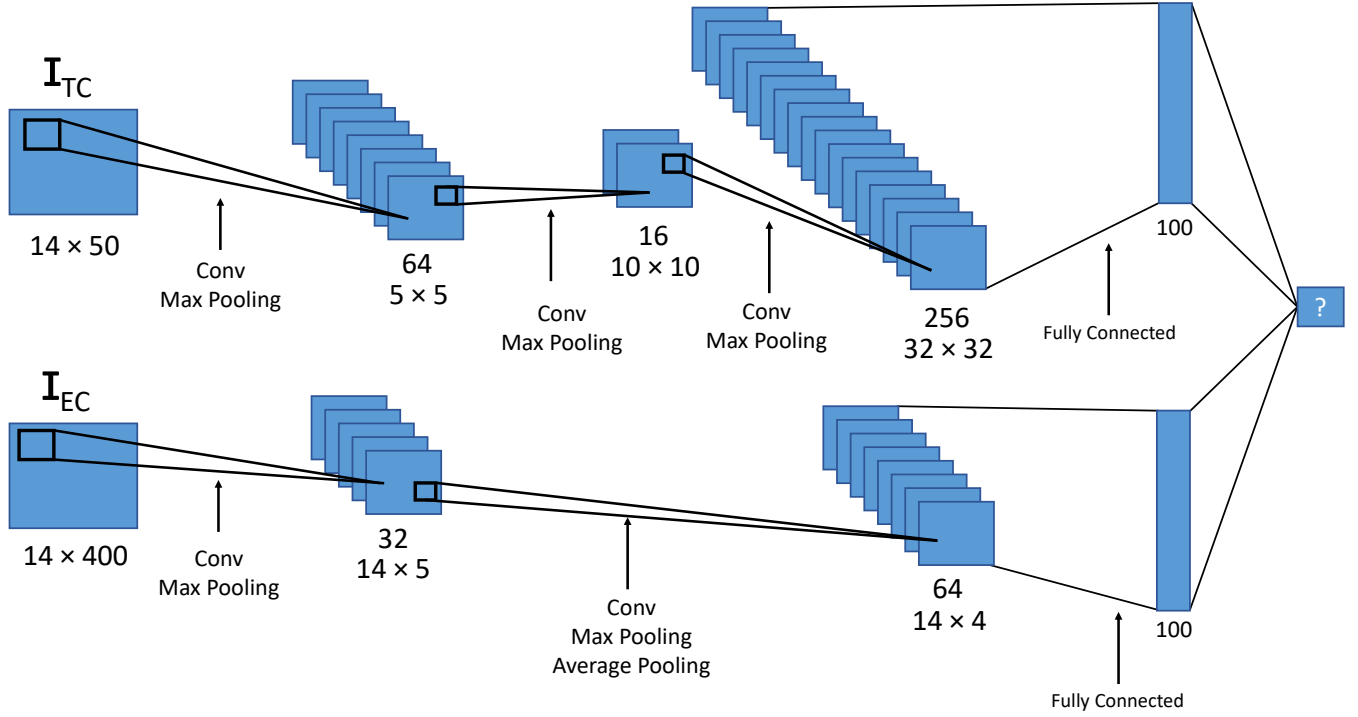 I_TC
14 × 50
Conv
Max Pooling
64
5 × 5
Conv
Max Pooling
16
10 × 10
Conv
Max Pooling
256
32 × 32
Fully Connected
100
?
I_EC
14 × 400
Conv
Max Pooling
32
14 × 5
Conv
Max Pooling
Average Pooling
64
14 × 4
Fully Connected
100